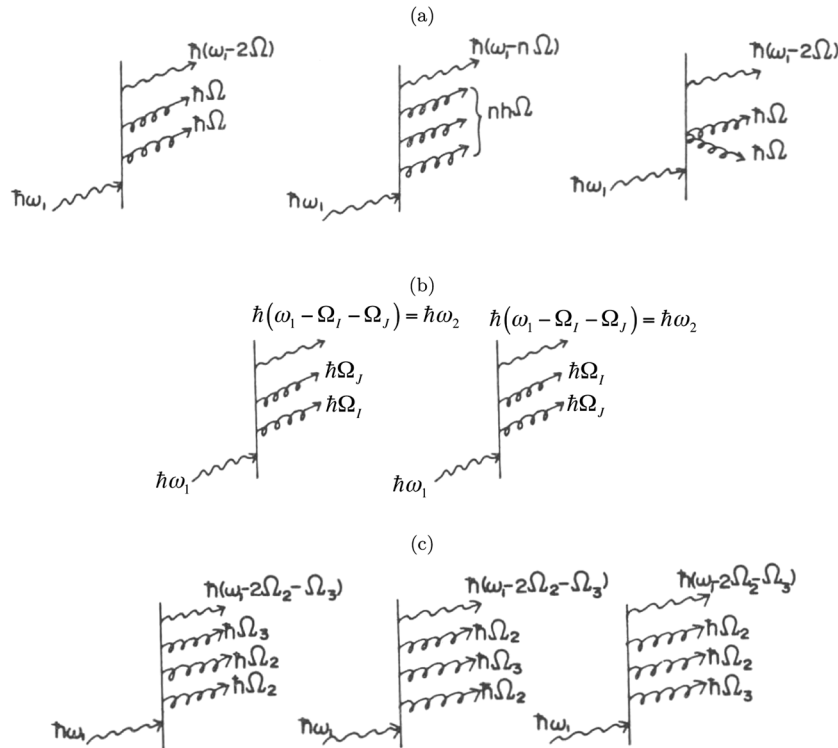 (a)
ħ(ω₁-2Ω)
ħΩ
ħΩ
ħω₁
ħ(ω₁-nΩ)
nħΩ
ħω₁
ħ(ω₁-2Ω)
ħΩ
ħΩ
ħω₁
(b)
ħ(ω₁ − Ω_I − Ω_J) = ħω₂
ħΩ_J
ħΩ_I
ħω₁
ħ(ω₁ − Ω_I − Ω_J) = ħω₂
ħΩ_I
ħΩ_J
ħω₁
(c)
ħ(ω₁-2Ω₂-Ω₃)
ħΩ₃
ħΩ₂
ħΩ₂
ħω₁
ħ(ω₁-2Ω₂-Ω₃)
ħΩ₂
ħΩ₃
ħΩ₂
ħω₁
ħ(ω₁-2Ω₂-Ω₃)
ħΩ₂
ħΩ₂
ħΩ₃
ħω₁